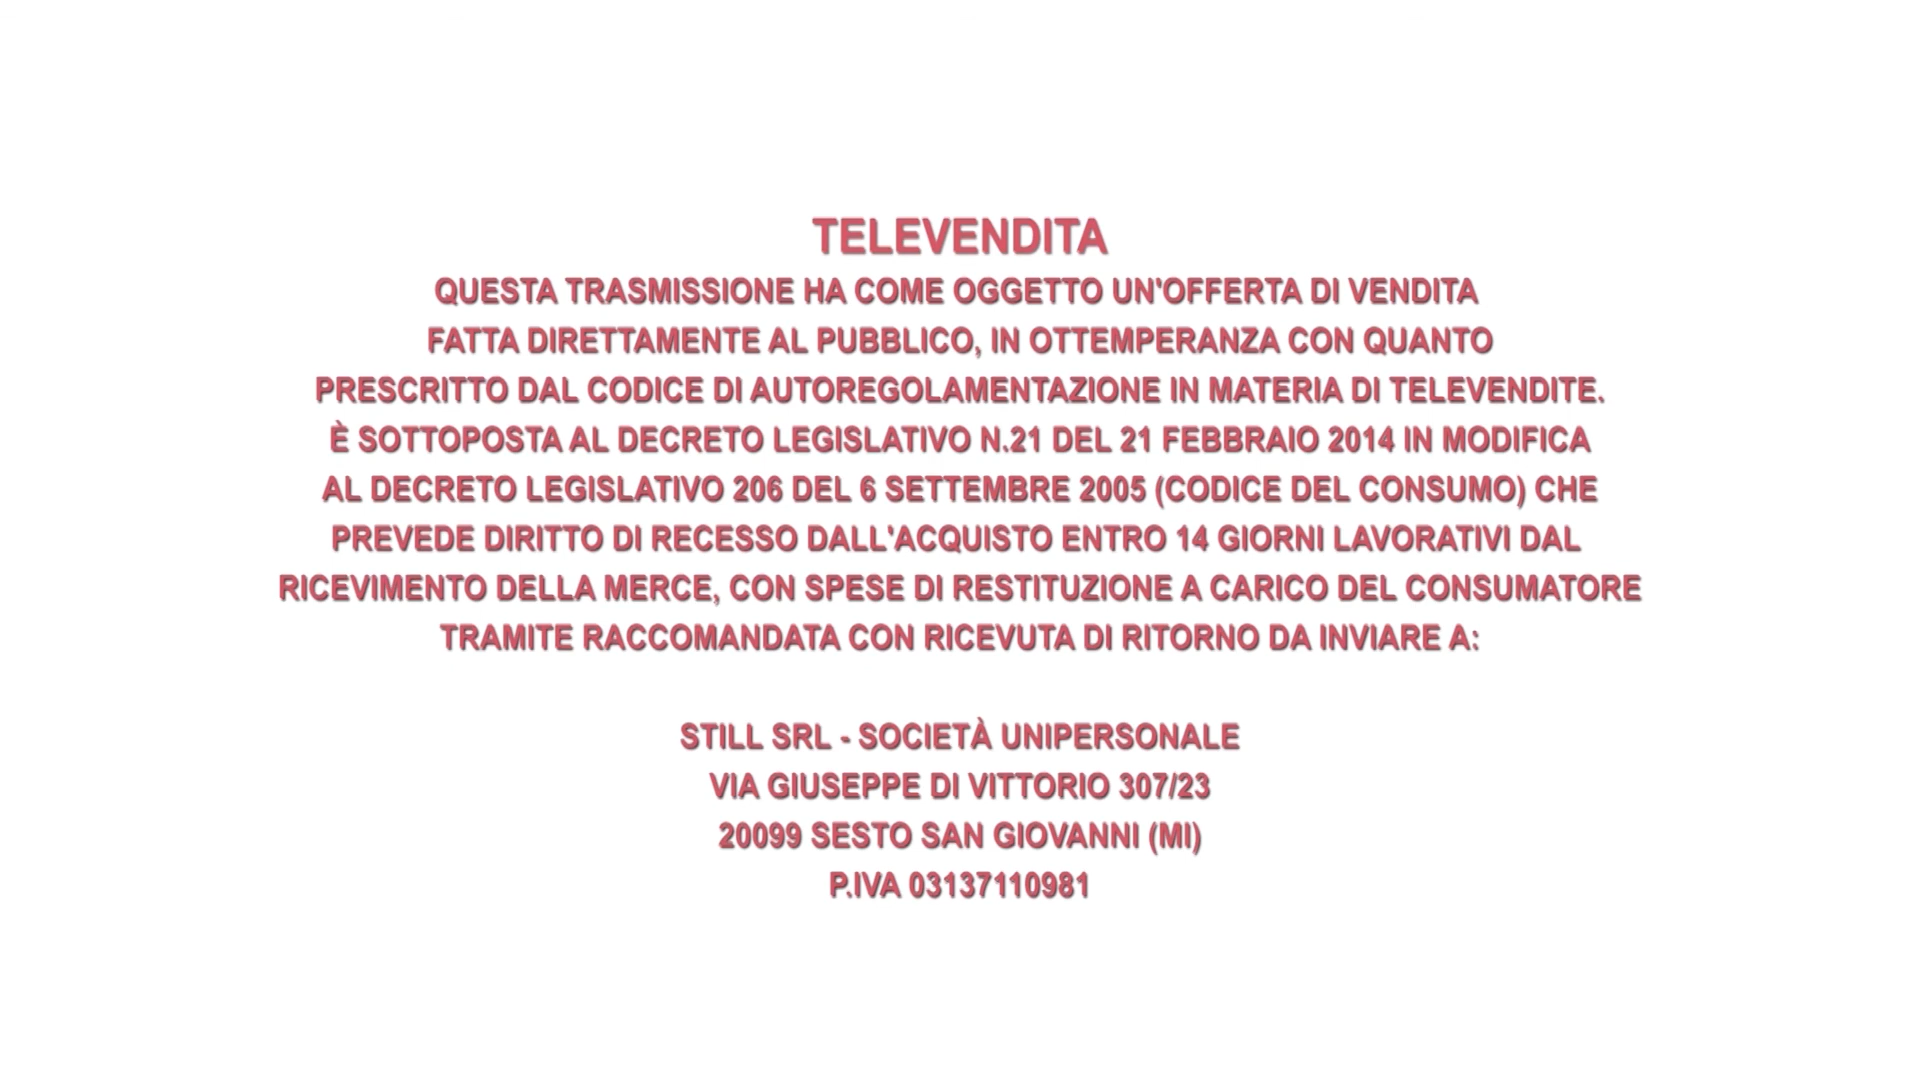 TELEVENDITA
QUESTA TRASMISSIONE HA COME OGGETTO UN'OFFERTA DI VENDITA
FATTA DIRETTAMENTE AL PUBBLICO, IN OTTEMPERANZA CON QUANTO
PRESCRITTO DAL CODICE DI AUTOREGOLAMENTAZIONE IN MATERIA DI TELEVENDITE.
È SOTTOPOSTA AL DECRETO LEGISLATIVO N.21 DEL 21 FEBBRAIO 2014 IN MODIFICA
AL DECRETO LEGISLATIVO 206 DEL 6 SETTEMBRE 2005 (CODICE DEL CONSUMO) CHE
PREVEDE DIRITTO DI RECESSO DALL'ACQUISTO ENTRO 14 GIORNI LAVORATIVI DAL
RICEVIMENTO DELLA MERCE, CON SPESE DI RESTITUZIONE A CARICO DEL CONSUMATORE
TRAMITE RACCOMANDATA CON RICEVUTA DI RITORNO DA INVIARE A:
STILL SRL - SOCIETÀ UNIPERSONALE
VIA GIUSEPPE DI VITTORIO 307/23
20099 SESTO SAN GIOVANNI (MI)
P.IVA 03137110981